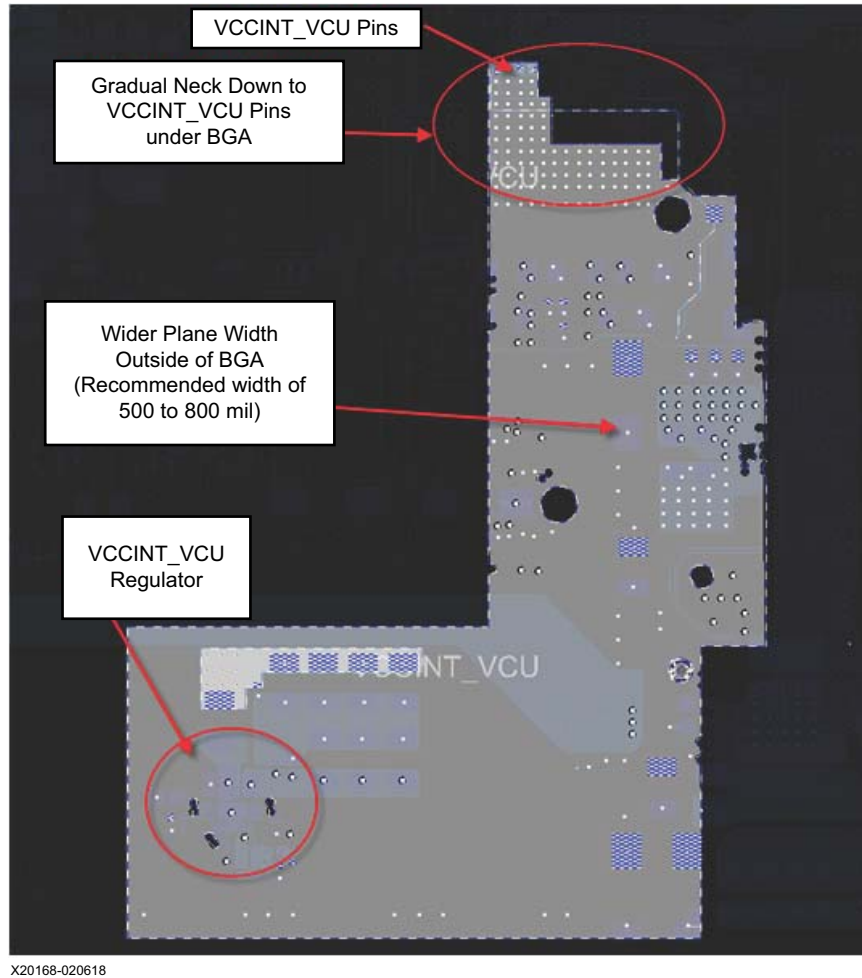 VCCINT_VCU Pins
Gradual Neck Down to
VCCINT_VCU Pins
under BGA
VCU
Wider Plane Width
Outside of BGA
(Recommended width of
500 to 800 mil)
VCCINT_VCU
Regulator
VCCINT_VCU
X20168-020618